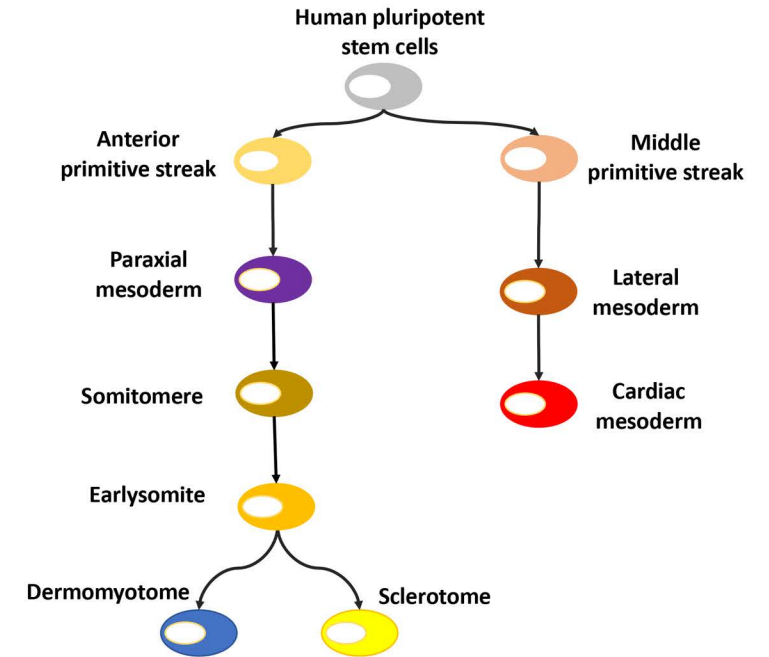 Human pluripotent
stem cells
Anterior
primitive streak
Middle
primitive streak
Paraxial
mesoderm
Lateral
mesoderm
Somitomere
Cardiac
mesoderm
Earlysomite
Dermomyotome
Sclerotome